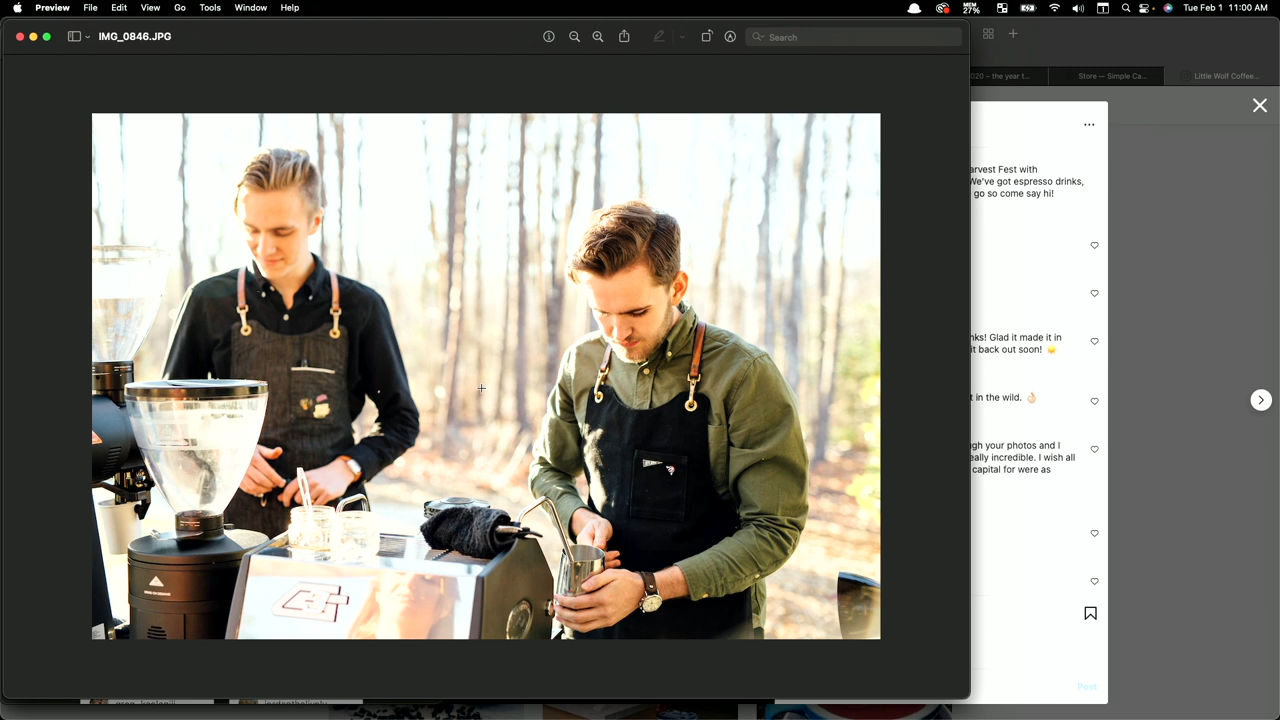 Preview File Edit View Go Tools Window Help
MEM 27% Tue Feb 1 11:00 AM
IMG_0846.JPG
Search
020 – the year t...
Store — Simple Ca...
Little Wolf Coffee...
arvest Fest with
We've got espresso drinks,
go so come say hi!
nks! Glad it made it in
it back out soon! 🌟
t in the wild. 👌🏻
gh your photos and I
eally incredible. I wish all
capital for were as
Post